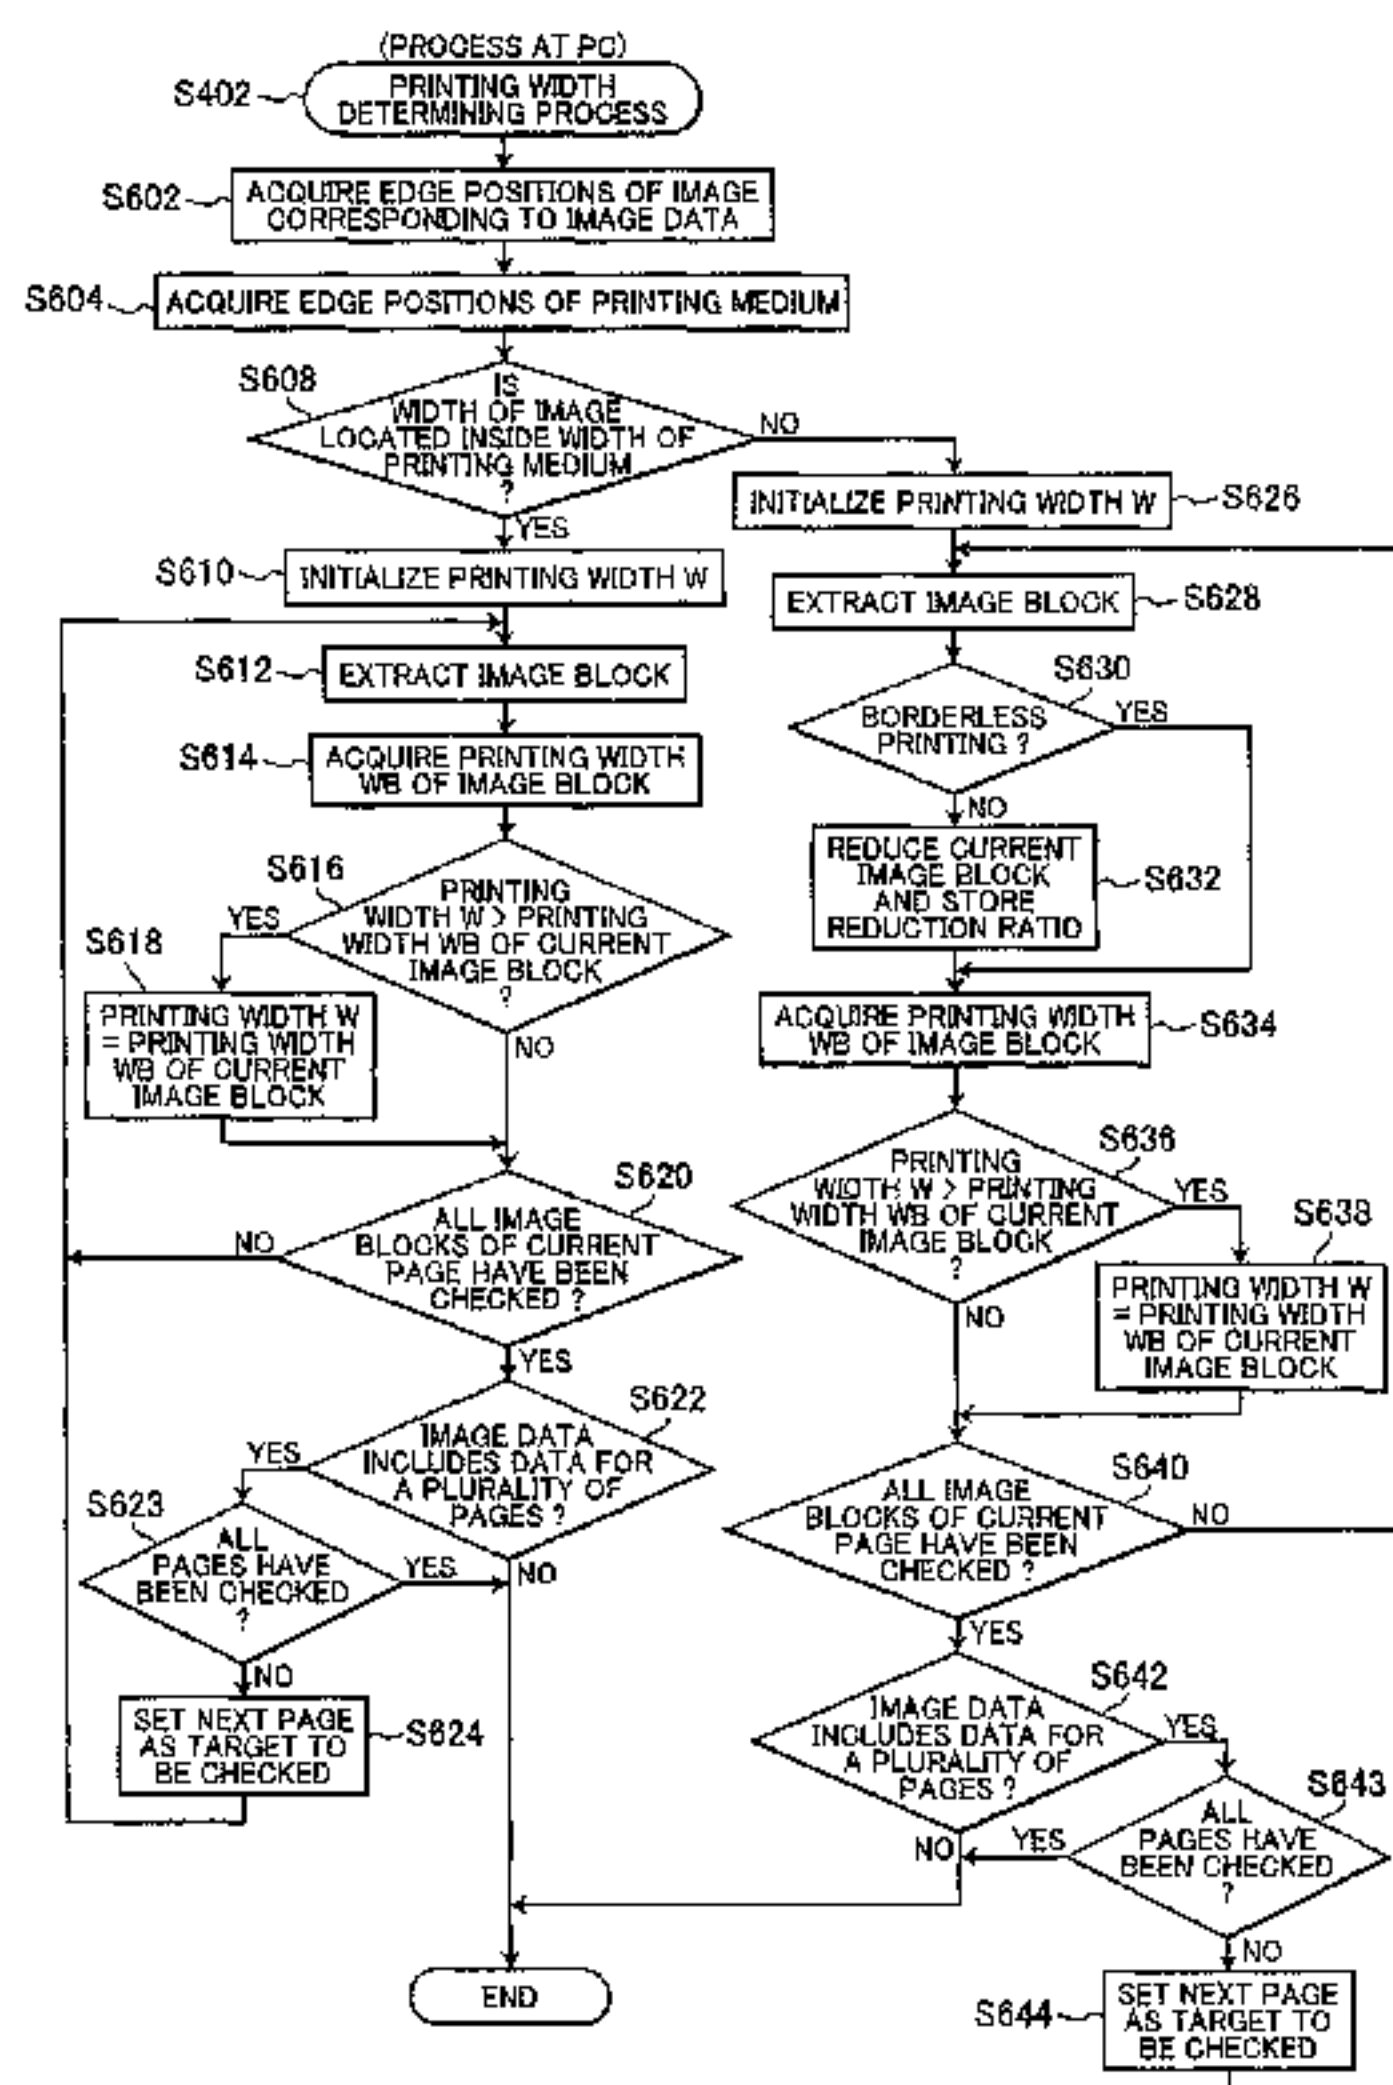 (PROCESS AT PC)
S402
PRINTING WIDTH
DETERMINING PROCESS
S602
ACQUIRE EDGE POSITIONS OF IMAGE
CORRESPONDING TO IMAGE DATA
S604
ACQUIRE EDGE POSITIONS OF PRINTING MEDIUM
S608
IS
WIDTH OF IMAGE
LOCATED INSIDE WIDTH OF
PRINTING MEDIUM
?
NO
YES
S610
INITIALIZE PRINTING WIDTH W
S612
EXTRACT IMAGE BLOCK
S614
ACQUIRE PRINTING WIDTH
WB OF IMAGE BLOCK
S616
PRINTING
WIDTH W > PRINTING
WIDTH WB OF CURRENT
IMAGE BLOCK
?
YES
NO
S618
PRINTING WIDTH W
= PRINTING WIDTH
WB OF CURRENT
IMAGE BLOCK
S620
ALL IMAGE
BLOCKS OF CURRENT
PAGE HAVE BEEN
CHECKED ?
NO
YES
S622
IMAGE DATA
INCLUDES DATA FOR
A PLURALITY OF
PAGES ?
YES
NO
S623
ALL
PAGES HAVE
BEEN CHECKED
?
YES
NO
SET NEXT PAGE
AS TARGET TO
BE CHECKED
S624
INITIALIZE PRINTING WIDTH W
S626
EXTRACT IMAGE BLOCK
S628
S630
BORDERLESS
PRINTING ?
YES
NO
REDUCE CURRENT
IMAGE BLOCK
AND STORE
REDUCTION RATIO
S632
ACQUIRE PRINTING WIDTH
WB OF IMAGE BLOCK
S634
S636
PRINTING
WIDTH W > PRINTING
WIDTH WB OF CURRENT
IMAGE BLOCK
?
YES
NO
S638
PRINTING WIDTH W
= PRINTING WIDTH
WB OF CURRENT
IMAGE BLOCK
S640
ALL IMAGE
BLOCKS OF CURRENT
PAGE HAVE BEEN
CHECKED ?
NO
YES
S642
IMAGE DATA
INCLUDES DATA FOR
A PLURALITY OF
PAGES ?
YES
NO
S643
ALL
PAGES HAVE
BEEN CHECKED
?
YES
NO
S644
SET NEXT PAGE
AS TARGET TO
BE CHECKED
END